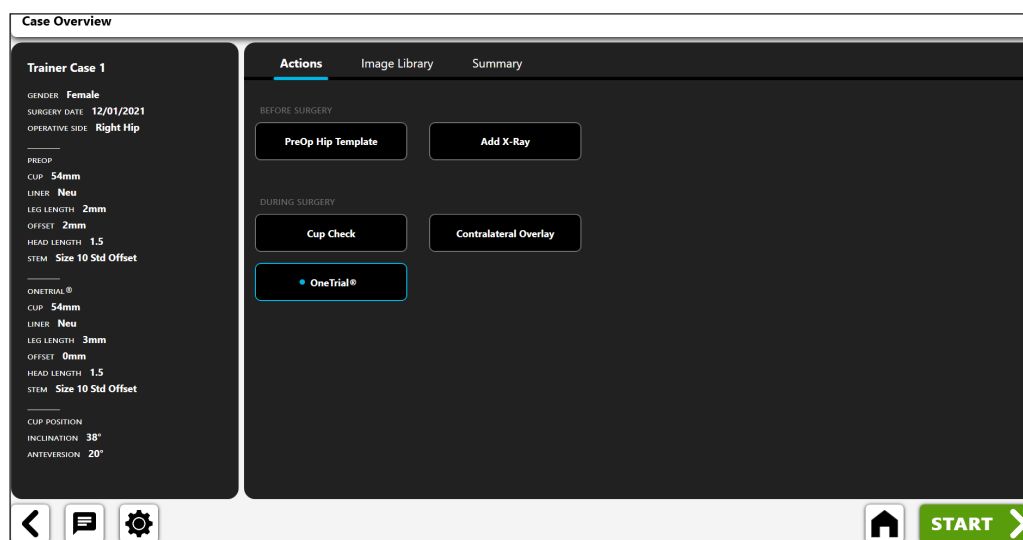 Case Overview
Trainer Case 1
GENDER Female
SURGERY DATE 12/01/2021
OPERATIVE SIDE Right Hip
PREOP
CUP 54mm
LINER Neu
LEG LENGTH 2mm
OFFSET 2mm
HEAD LENGTH 1.5
STEM Size 10 Std Offset
ONETRIAL®
CUP 54mm
LINER Neu
LEG LENGTH 3mm
OFFSET 0mm
HEAD LENGTH 1.5
STEM Size 10 Std Offset
CUP POSITION
INCLINATION 38°
ANTEVERSION 20°
Actions Image Library Summary
BEFORE SURGERY
PreOp Hip Template Add X-Ray
DURING SURGERY
Cup Check Contralateral Overlay
OneTrial®
START